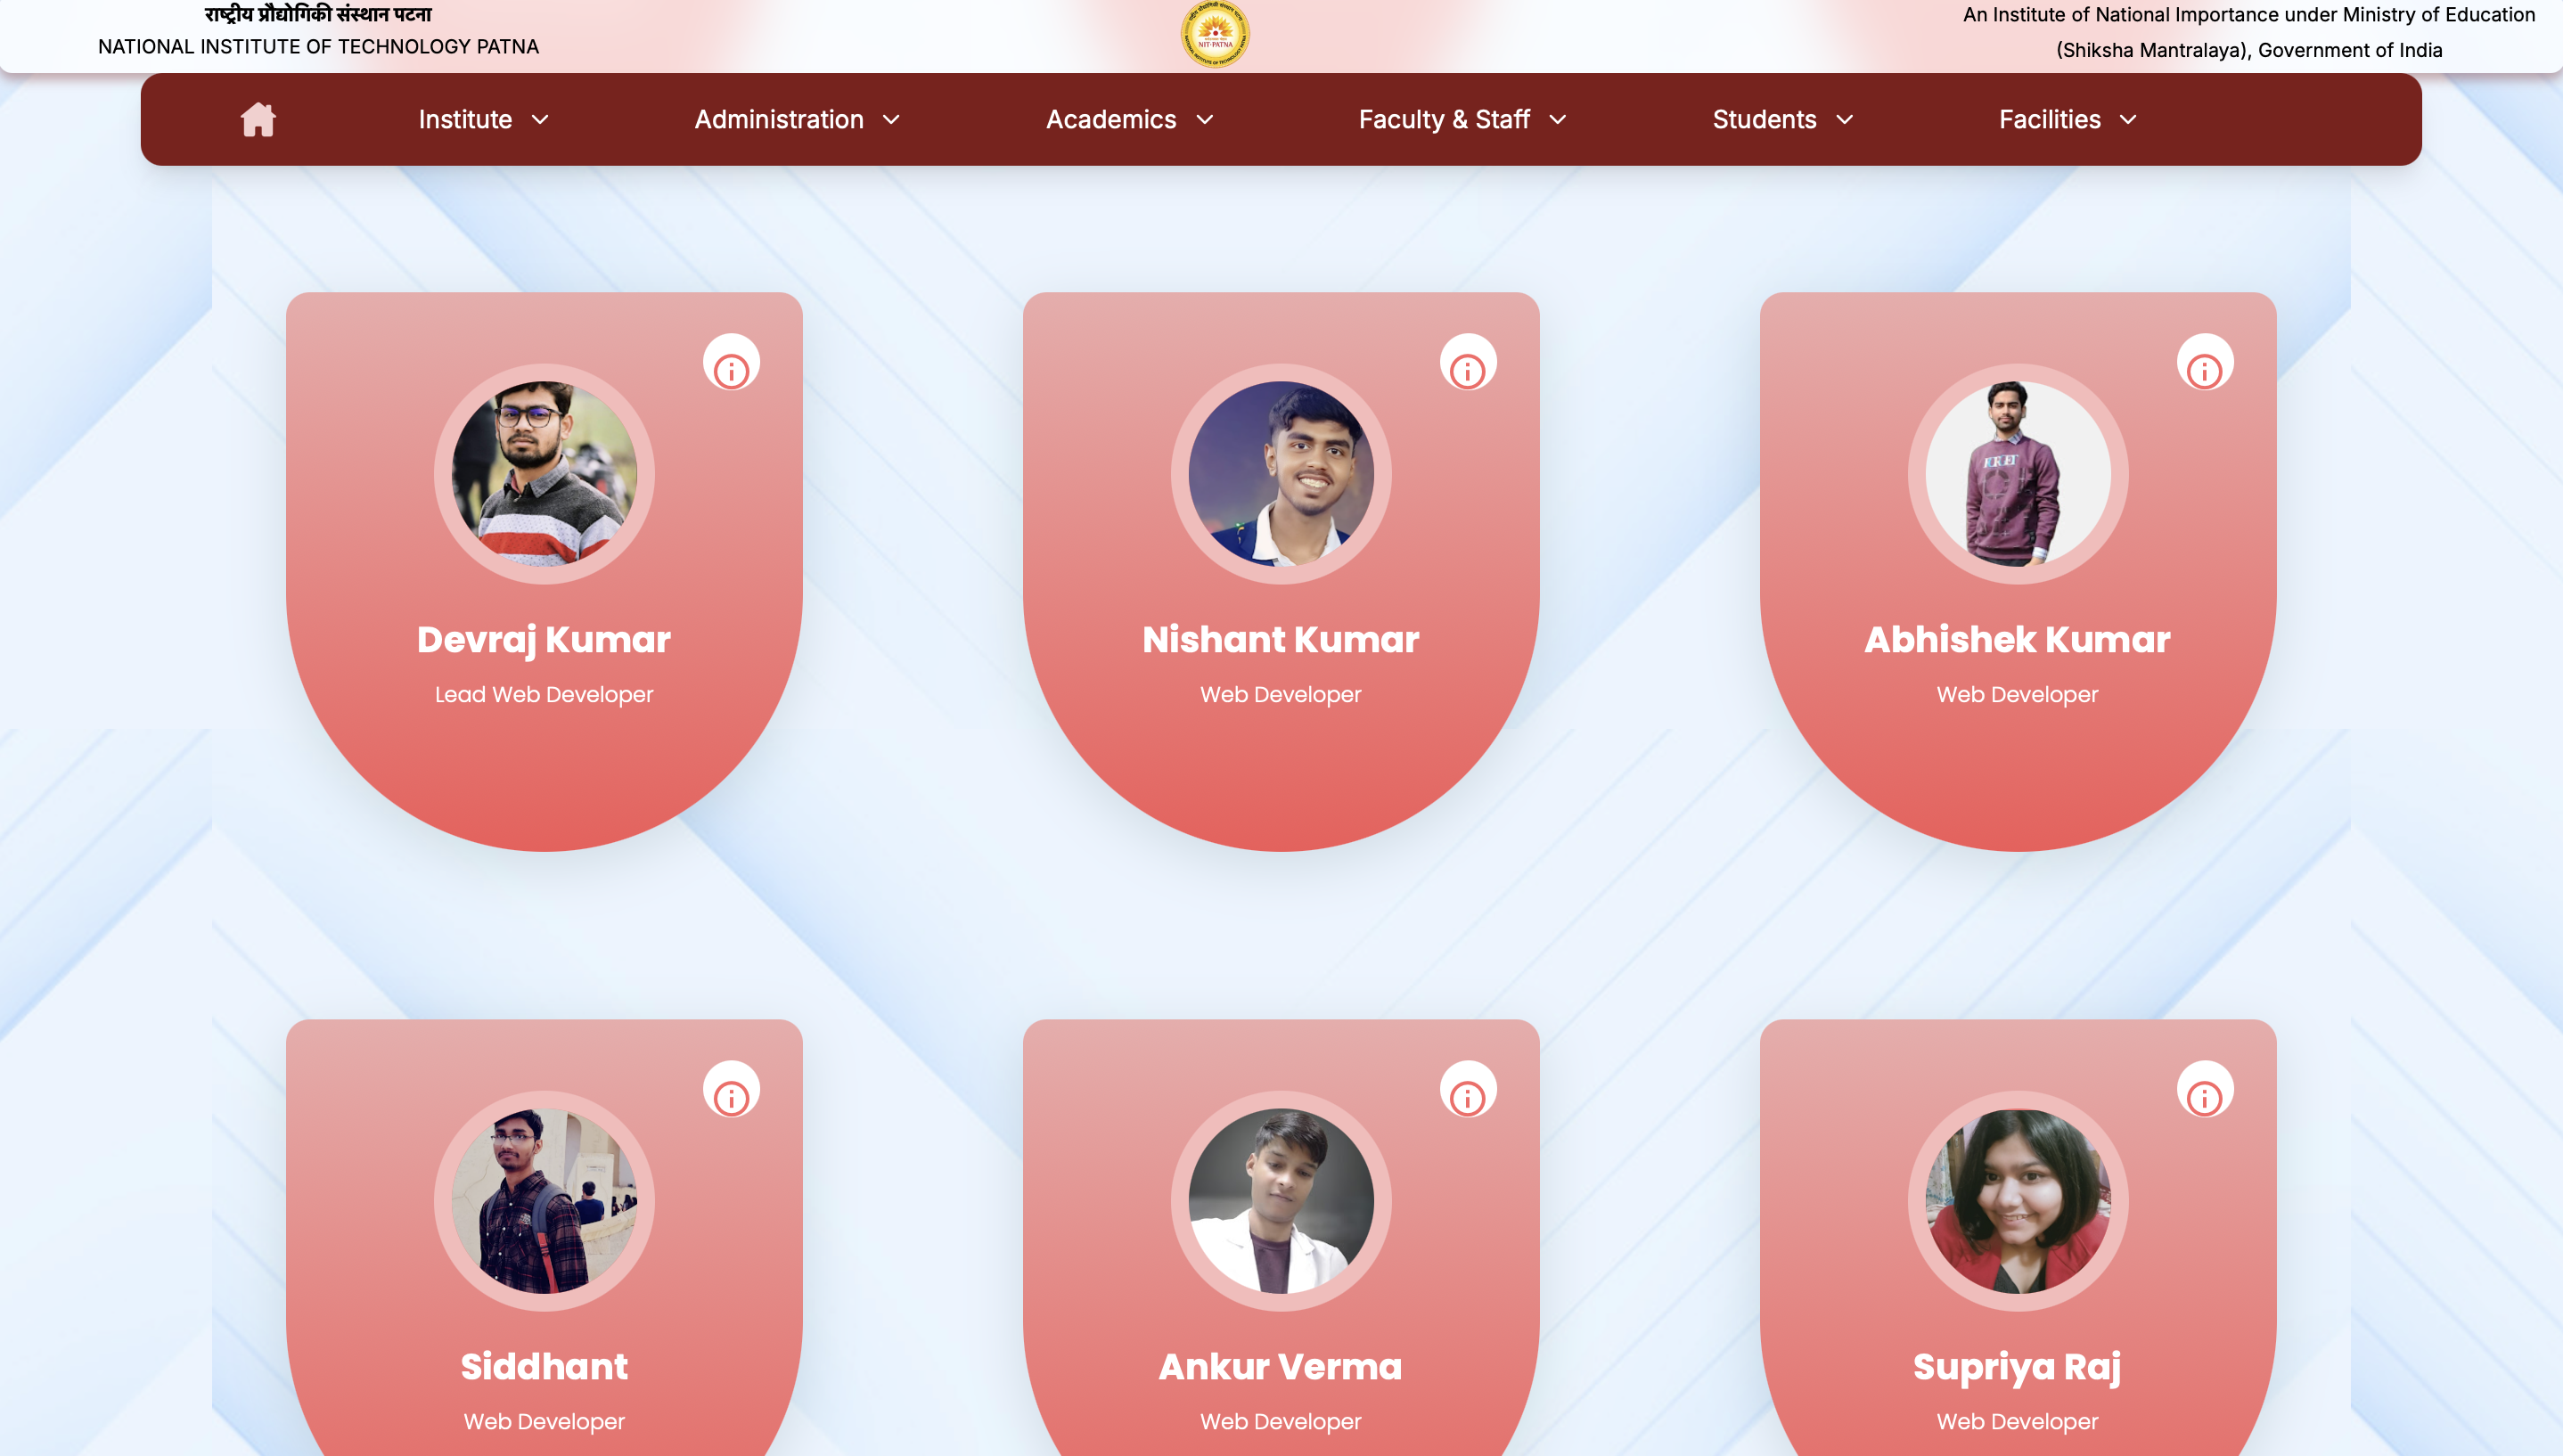 राष्ट्रीय प्रौद्योगिकी संस्थान पटना
NATIONAL INSTITUTE OF TECHNOLOGY PATNA
NIT-PATNA
An Institute of National Importance under Ministry of Education
(Shiksha Mantralaya), Government of India
Institute
Administration
Academics
Faculty & Staff
Students
Facilities
Devraj Kumar
Lead Web Developer
Nishant Kumar
Web Developer
Abhishek Kumar
Web Developer
Siddhant
Web Developer
Ankur Verma
Web Developer
Supriya Raj
Web Developer